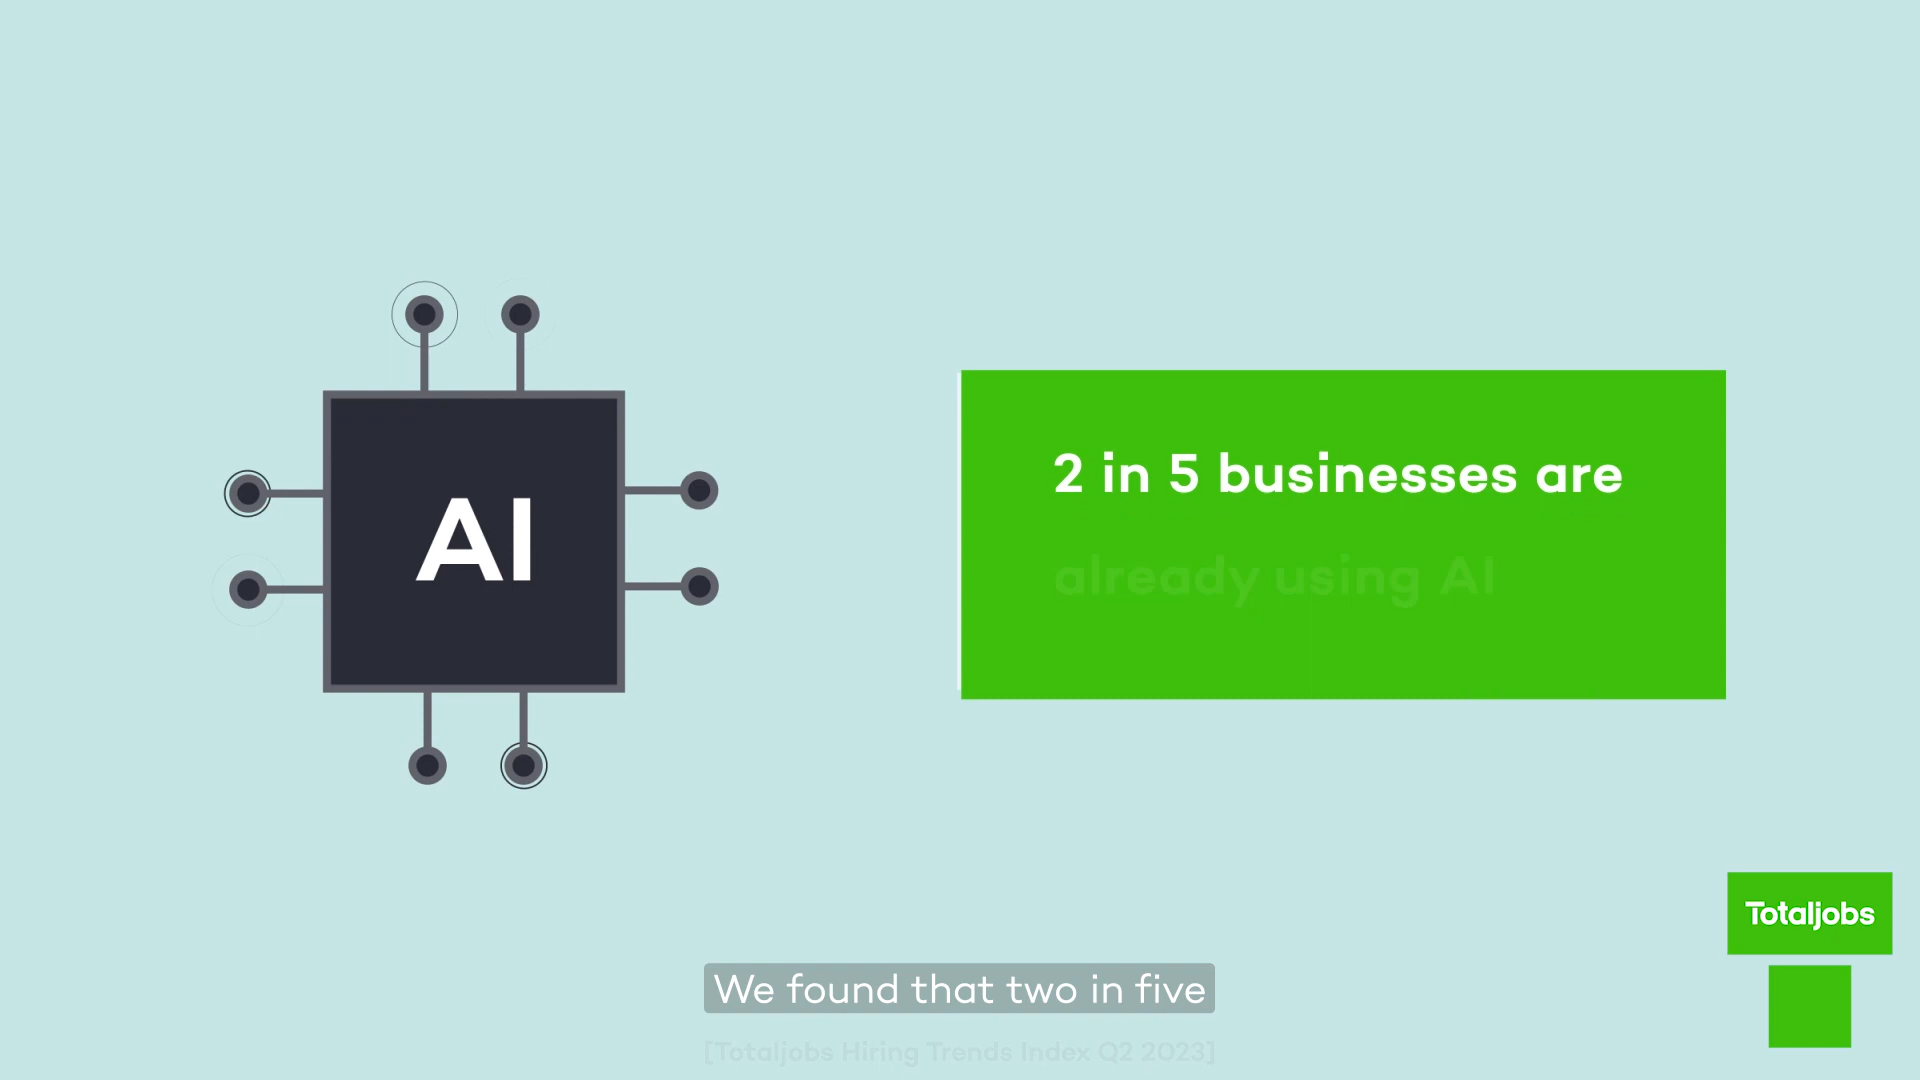 AI
2 in 5 businesses are
already using AI
Totaljobs
We found that two in five
[Totaljobs Hiring Trends Index Q2 2023]